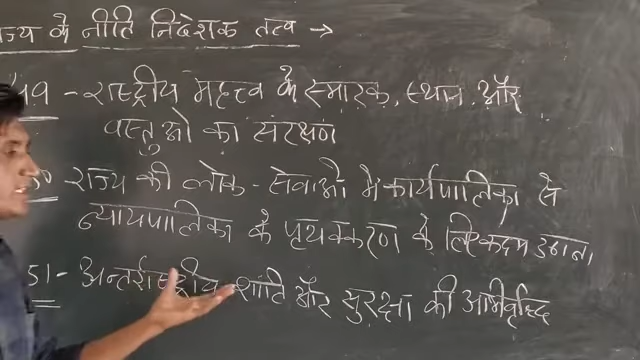 राज्य के नीति निदेशक तत्व →
49 - राष्ट्रीय महत्त्व के स्मारक, स्थान और
वस्तुओ का संरक्षण
50 राज्य की लोक - सेवाओ मे कार्यपालिका से
न्यायपालिका के पृथक्करण के लिए कदम उठाना,
51 - अन्तर्राष्ट्रीय शांति और सुरक्षा की अभिवृद्धि